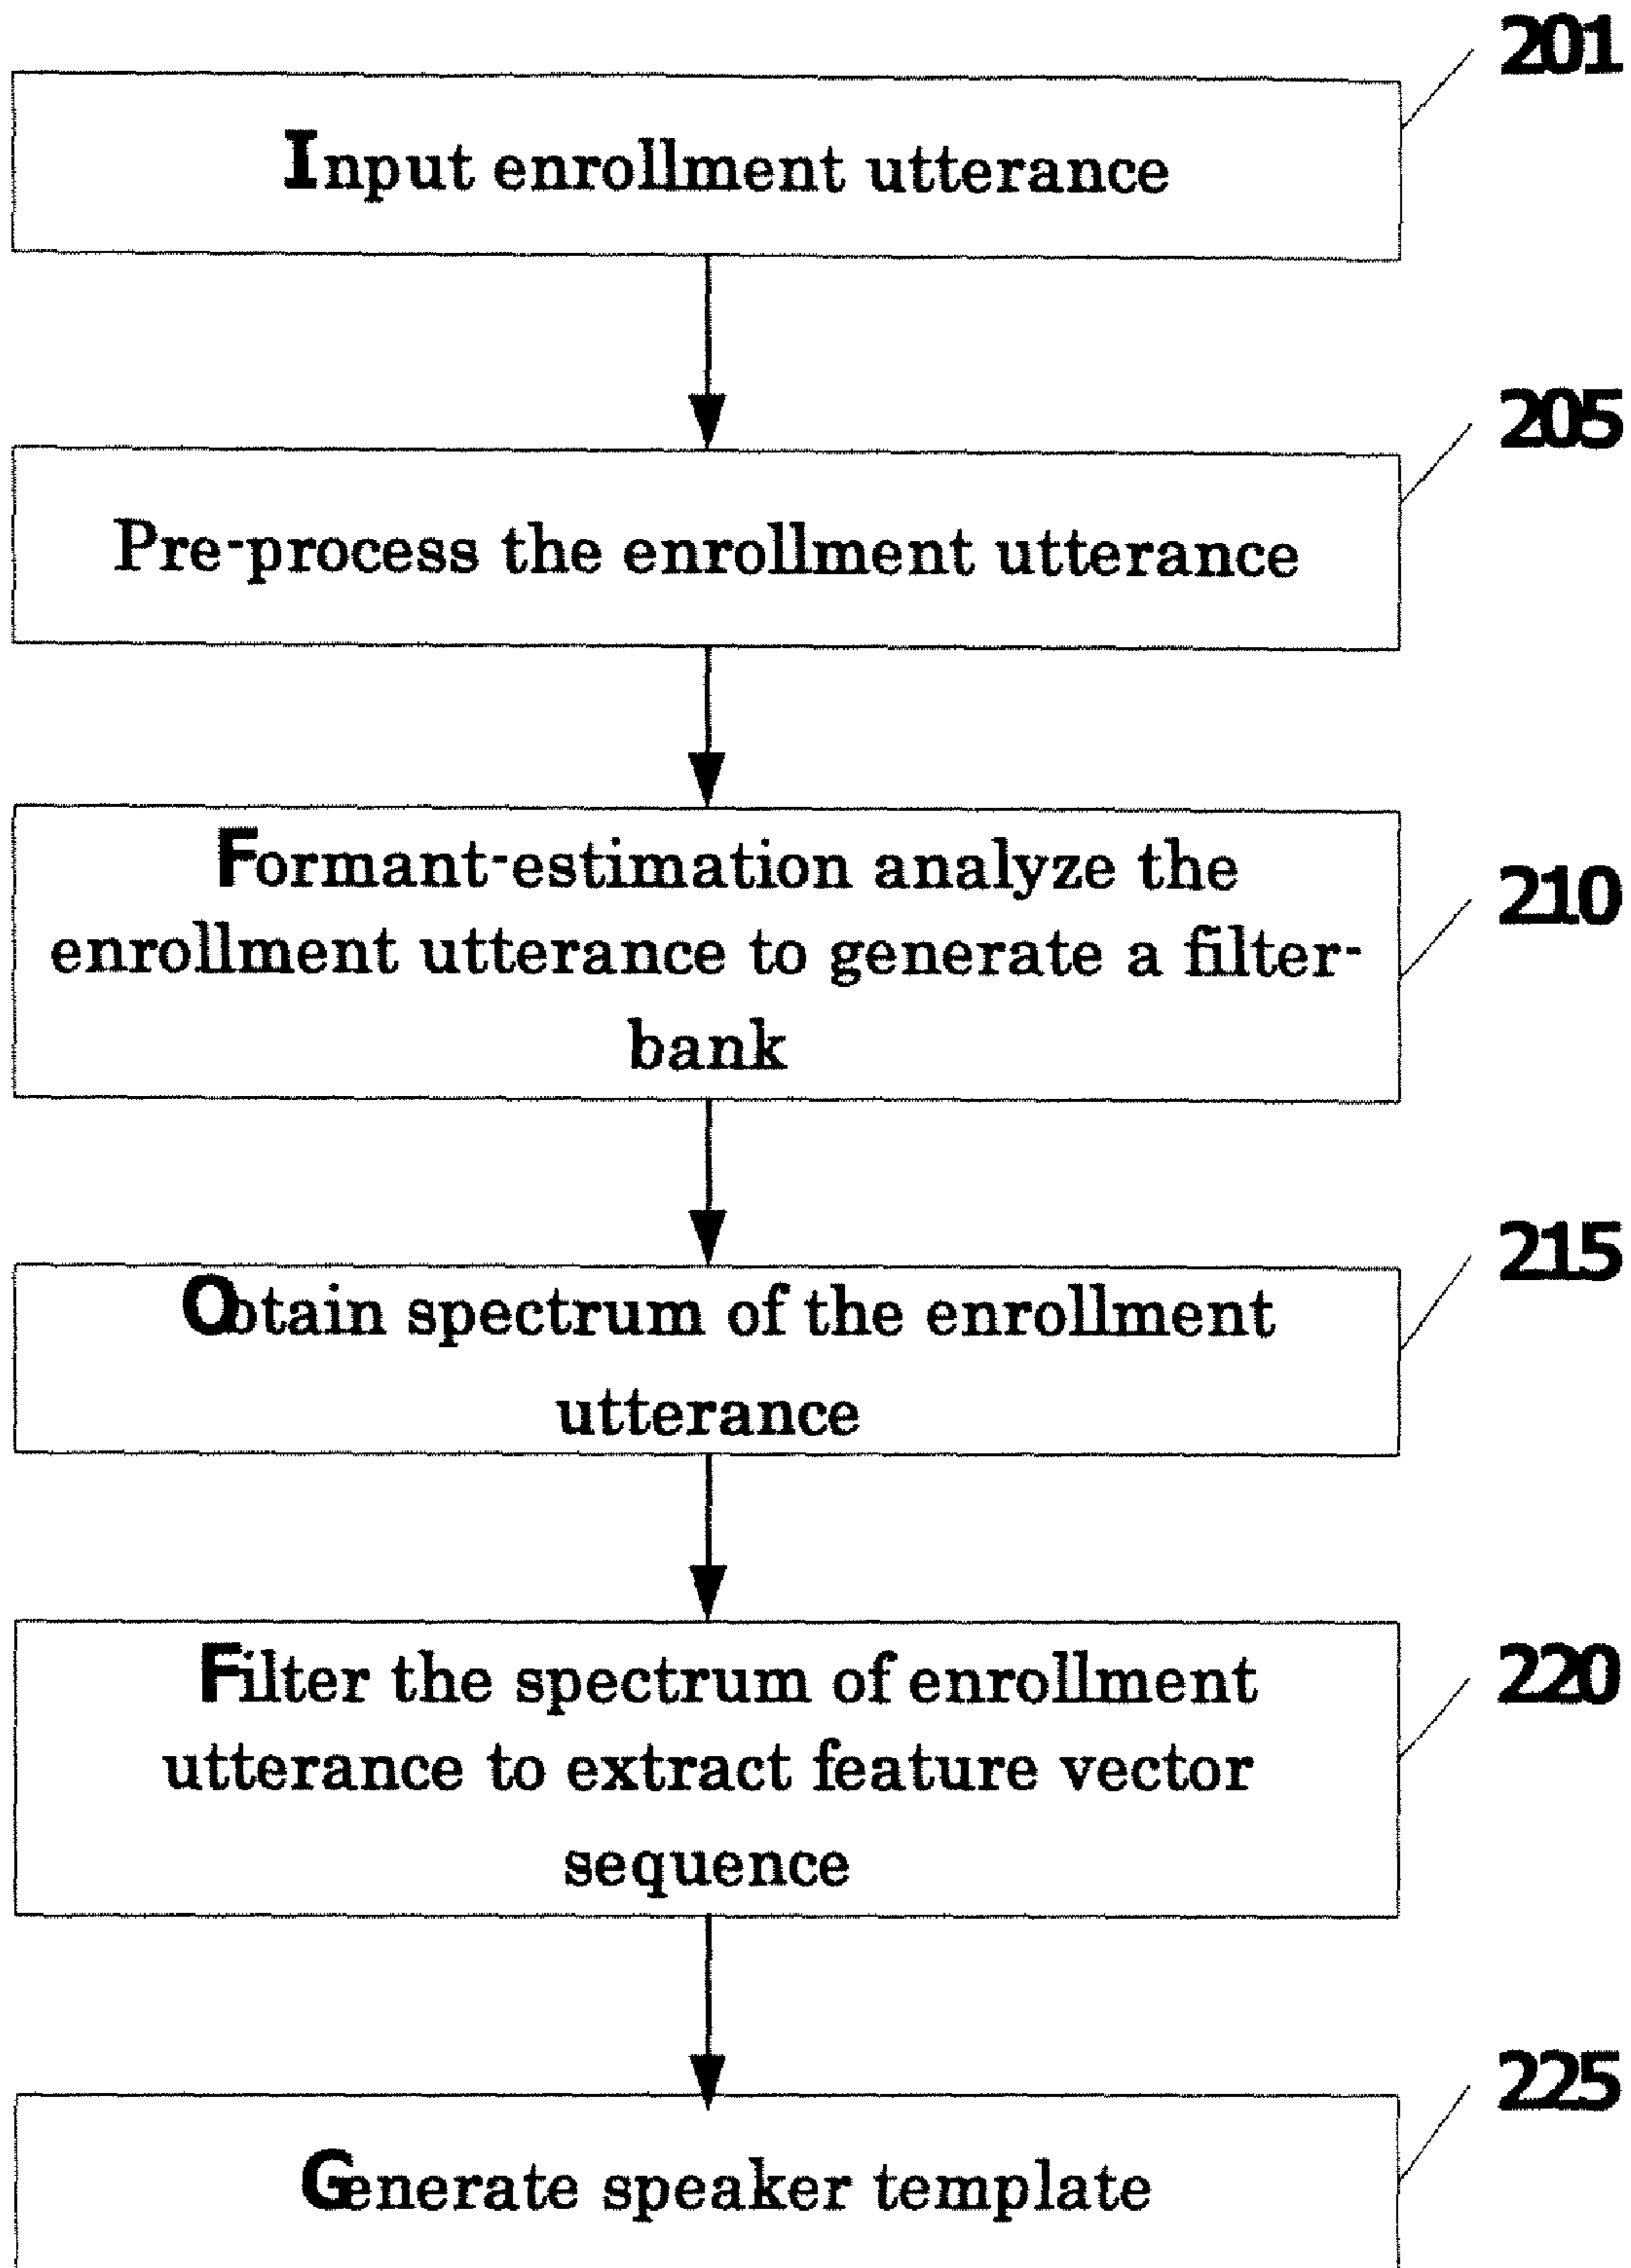 201
Input enrollment utterance
205
Pre-process the enrollment utterance
Formant-estimation analyze the
enrollment utterance to generate a filter-
bank
210
215
Obtain spectrum of the enrollment
utterance
Filter the spectrum of enrollment
utterance to extract feature vector
sequence
220
225
Generate speaker template